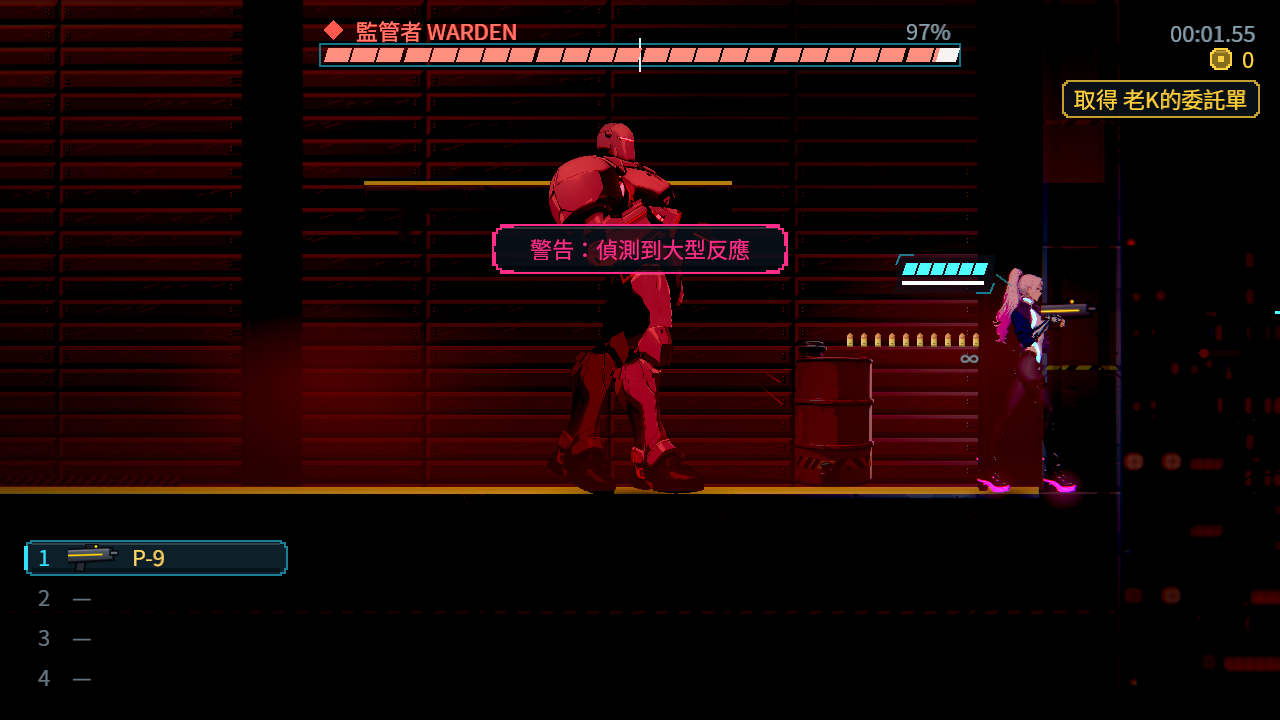 監管者 WARDEN
97%
00:01.55
0
取得 老K的委託單
警告：偵測到大型反應
∞
1 P-9
2 —
3 —
4 —